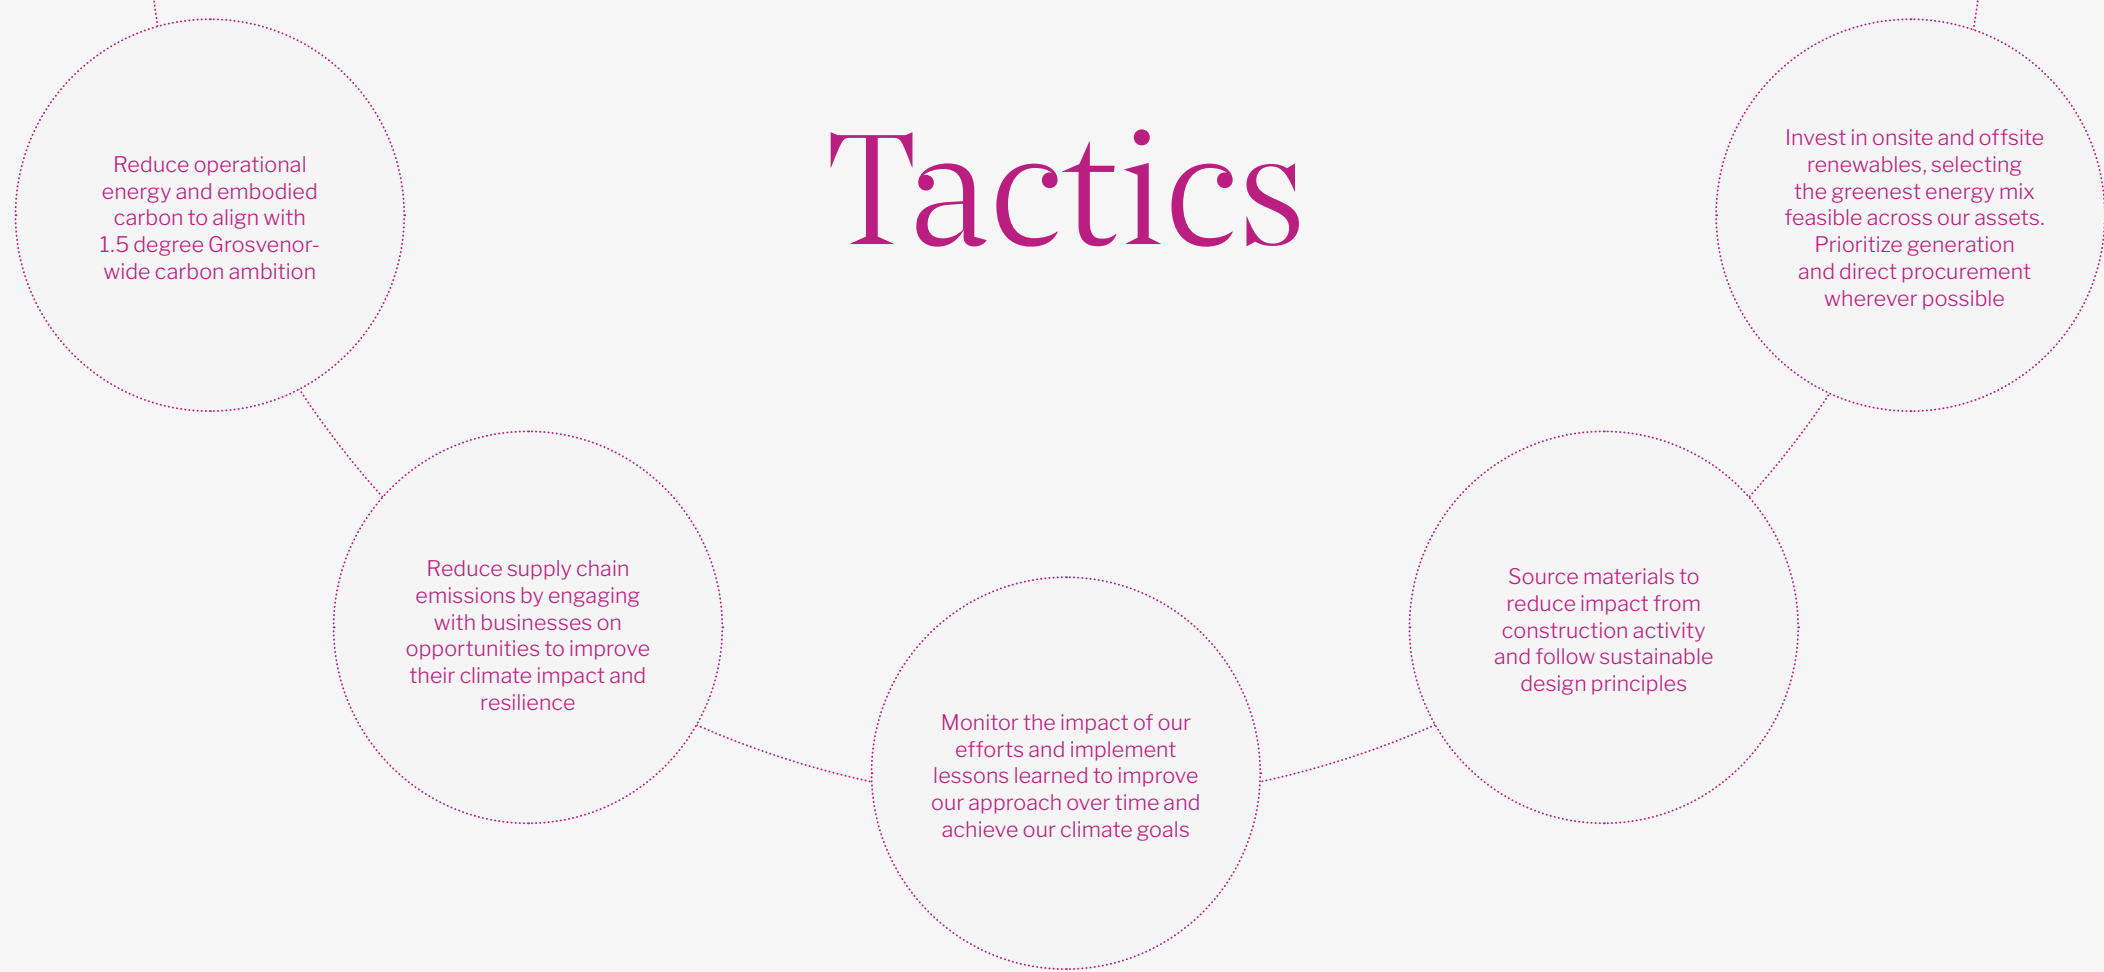 Tactics
Reduce operational
energy and embodied
carbon to align with
1.5 degree Grosvenor-
wide carbon ambition
Reduce supply chain
emissions by engaging
with businesses on
opportunities to improve
their climate impact and
resilience
Monitor the impact of our
efforts and implement
lessons learned to improve
our approach over time and
achieve our climate goals
Source materials to
reduce impact from
construction activity
and follow sustainable
design principles
Invest in onsite and offsite
renewables, selecting
the greenest energy mix
feasible across our assets.
Prioritize generation
and direct procurement
wherever possible